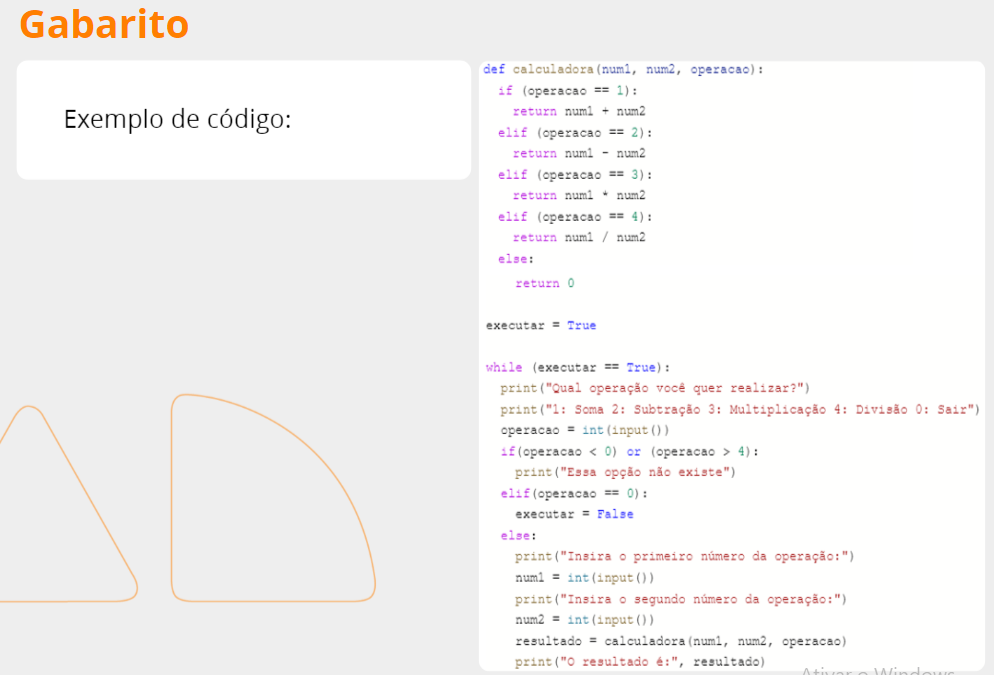 Gabarito
Exemplo de código:
def calculadora(num1, num2, operacao):
  if (operacao == 1):
    return num1 + num2
  elif (operacao == 2):
    return num1 - num2
  elif (operacao == 3):
    return num1 * num2
  elif (operacao == 4):
    return num1 / num2
  else:
    return 0
executar = True
while (executar == True):
  print("Qual operação você quer realizar?")
  print("1: Soma 2: Subtração 3: Multiplicação 4: Divisão 0: Sair")
  operacao = int(input())
  if(operacao < 0) or (operacao > 4):
    print("Essa opção não existe")
  elif(operacao == 0):
    executar = False
  else:
    print("Insira o primeiro número da operação:")
    num1 = int(input())
    print("Insira o segundo número da operação:")
    num2 = int(input())
    resultado = calculadora(num1, num2, operacao)
    print("O resultado é:", resultado)
Ativar o Windows